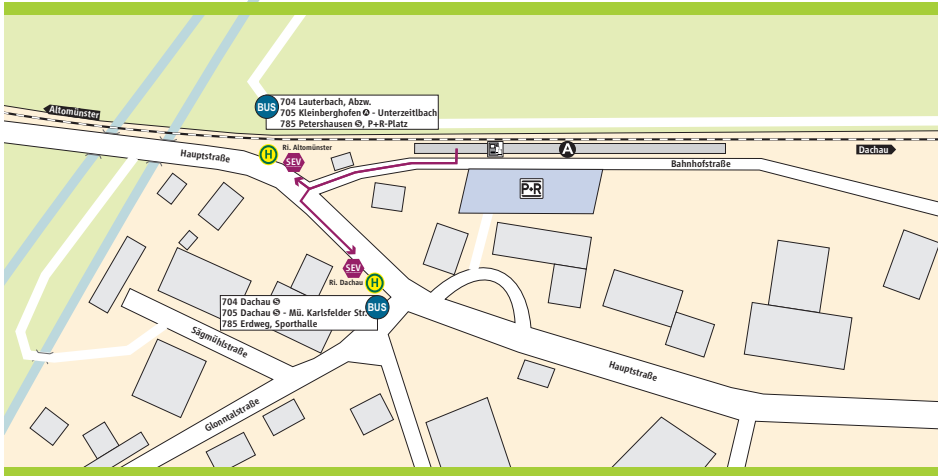 704 Lauterbach, Abzw.
BUS
705 Kleinberghofen A - Unterzeitlbach
785 Petershausen S, P+R-Platz
Altomünster
Ri. Altomünster
H
SEV
Hauptstraße
A
Dachau
Bahnhofstraße
P+R
SEV
Ri. Dachau
H
704 Dachau S
705 Dachau S - Mü. Karlsfelder Str.
BUS
785 Erdweg, Sporthalle
Sägmühlstraße
Hauptstraße
Glonntalstraße